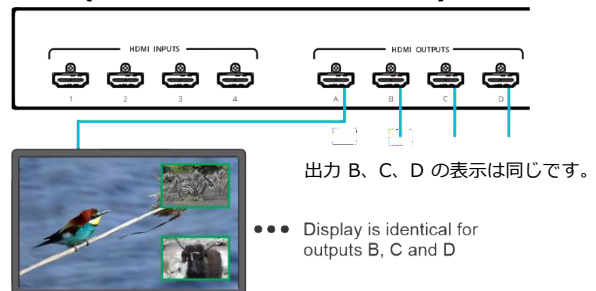 HDMI INPUTS
HDMI OUTPUTS
1 2 3 4 A B C D
出力 B、C、D の表示は同じです。
Display is identical for
outputs B, C and D